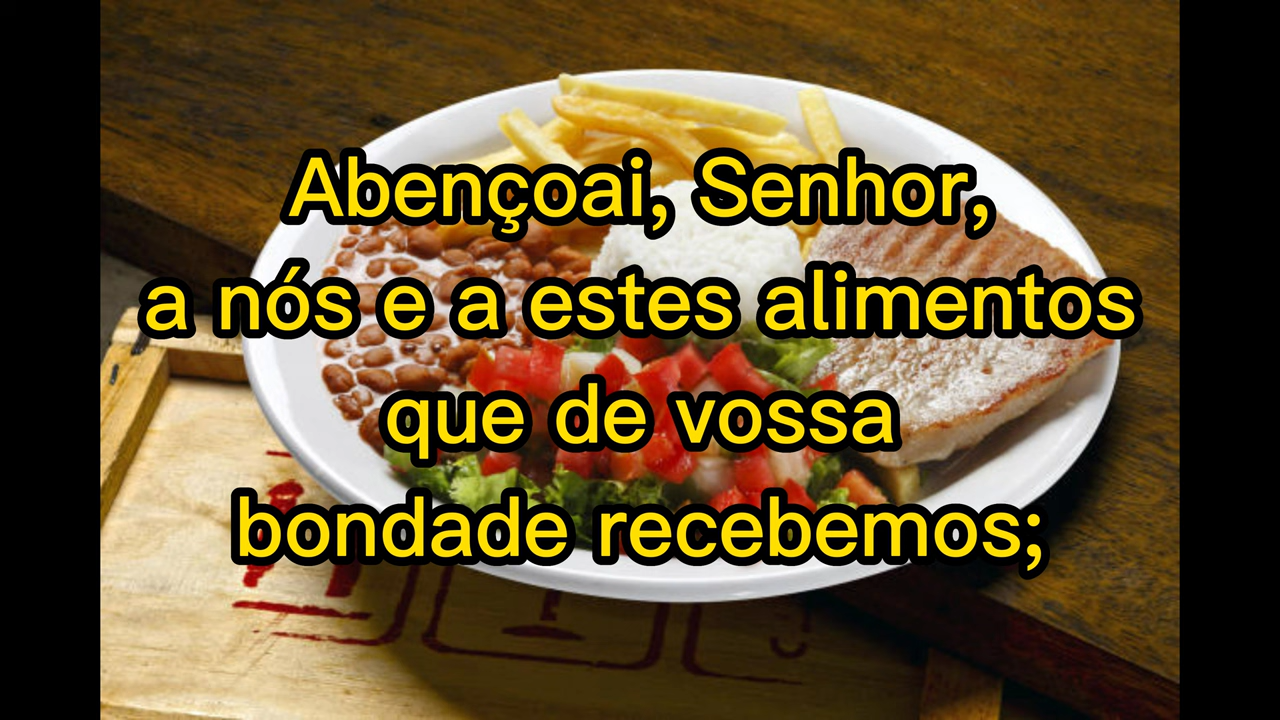 Abençoai, Senhor,
a nós e a estes alimentos
que de vossa
bondade recebemos;